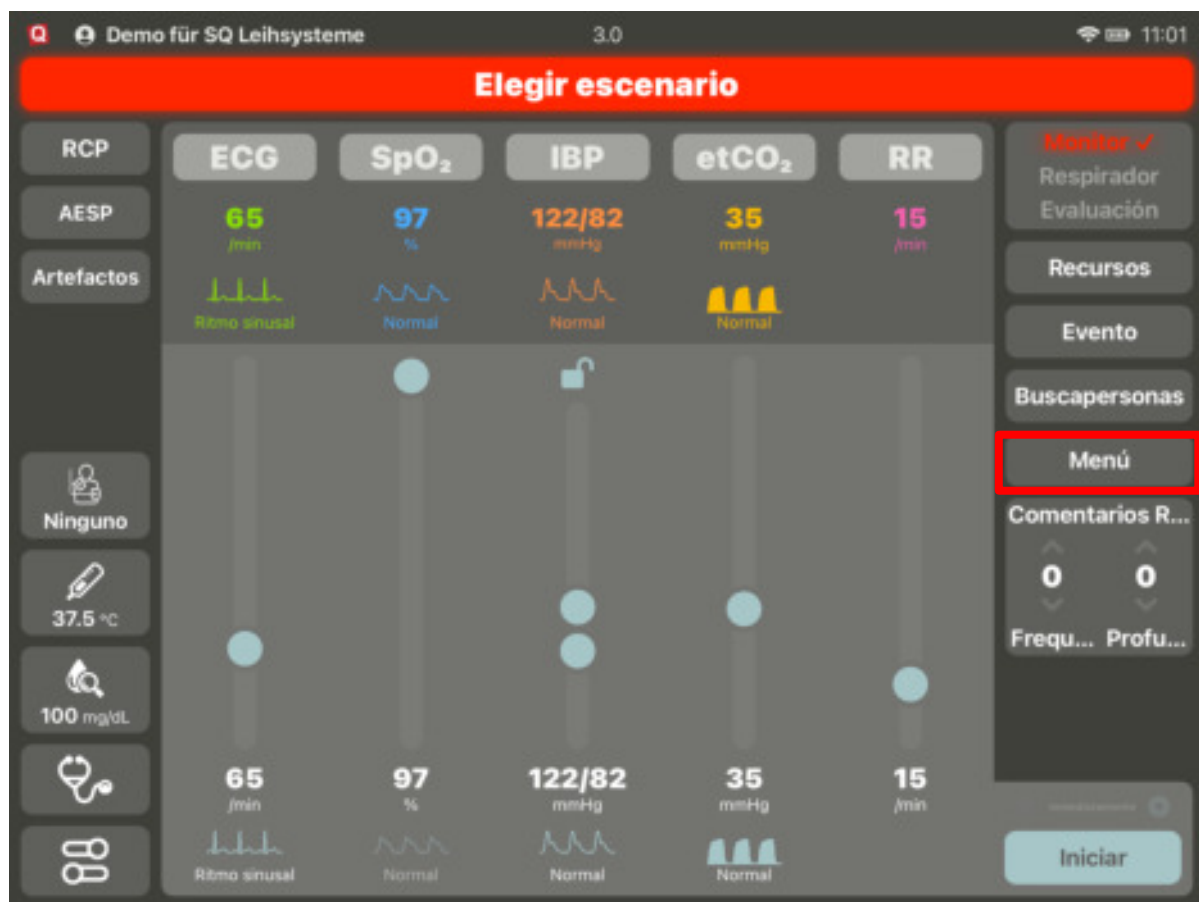 Q Demo für SQ Leihsysteme 3.0 11:01
Elegir escenario
RCP
AESP
Artefactos
Ninguno
37.5 °C
100 mg/dL
ECG SpO₂ IBP etCO₂ RR
65 97 122/82 35 15
/min % mmHg mmHg /min
Ritmo sinusal Normal Normal Normal
65 97 122/82 35 15
/min % mmHg mmHg /min
Ritmo sinusal Normal Normal Normal
Monitor ✓
Respirador
Evaluación
Recursos
Evento
Buscapersonas
Menú
Comentarios R...
0 0
Frequ... Profu...
Iniciar